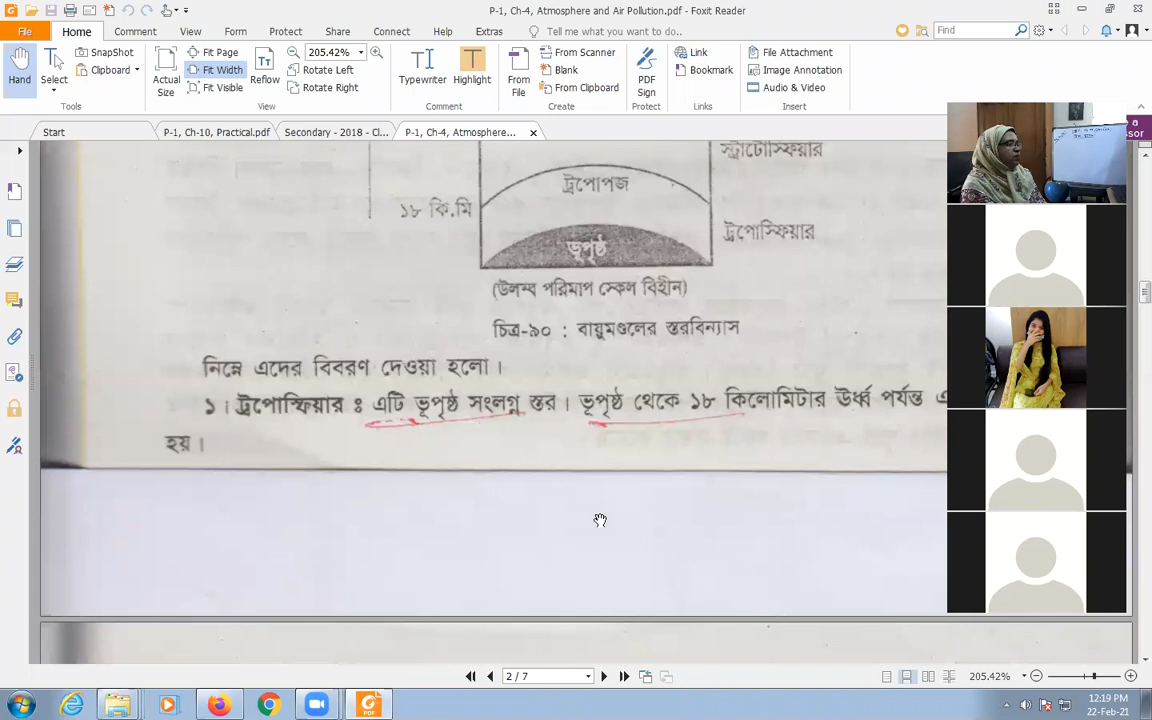 P-1, Ch-4, Atmosphere and Air Pollution.pdf - Foxit Reader
File Home Comment View Form Protect Share Connect Help Extras Tell me what you want to do.. Find
SnapShot Fit Page 205.42% From Scanner Link File Attachment
Hand Select Clipboard Actual Size Fit Width Reflow Rotate Left Typewriter Highlight From File Blank PDF Sign Bookmark Image Annotation
Fit Visible Rotate Right From Clipboard Audio & Video
Tools View Comment Create Protect Links Insert
Start P-1, Ch-10, Practical.pdf Secondary - 2018 - Cl... P-1, Ch-4, Atmosphere...
স্ট্রাটোস্ফিয়ার
ট্রপোপজ
১৮ কি.মি
ট্রপোস্ফিয়ার
ভূপৃষ্ঠ
(উলম্ব পরিমাপ স্কেল বিহীন)
চিত্র-৯০ : বায়ুমণ্ডলের স্তরবিন্যাস
নিম্নে এদের বিবরণ দেওয়া হলো।
১। ট্রপোস্ফিয়ার ঃ এটি ভূপৃষ্ঠ সংলগ্ন স্তর। ভূপৃষ্ঠ থেকে ১৮ কিলোমিটার ঊর্ধ্ব পর্যন্ত
হয়।
2 / 7 205.42%
PDF
12:19 PM
22-Feb-21